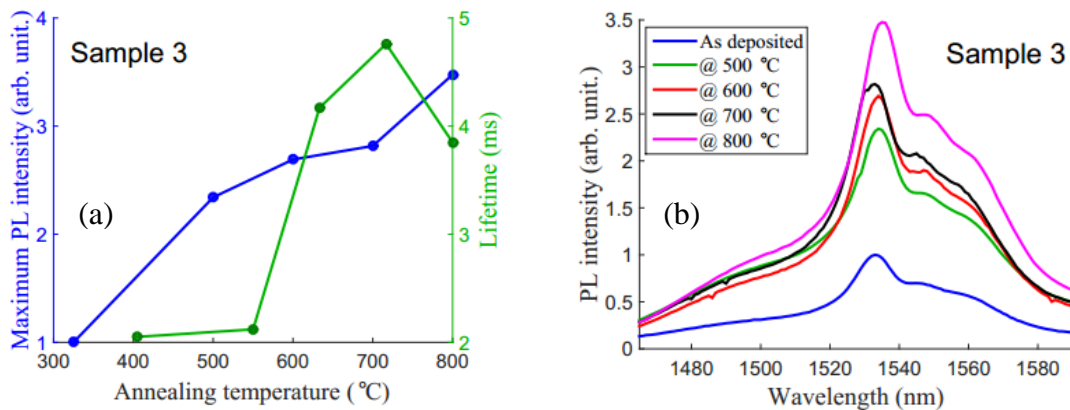 Sample 3
(a)
Maximum PL intensity (arb. unit.)
4
3
2
1
Lifetime (ms)
5
4
3
2
300 400 500 600 700 800
Annealing temperature (℃)
(b)
Sample 3
As deposited
@ 500 ℃
@ 600 ℃
@ 700 ℃
@ 800 ℃
PL intensity (arb. unit.)
3.5
3
2.5
2
1.5
1
0.5
0
1480 1500 1520 1540 1560 1580
Wavelength (nm)